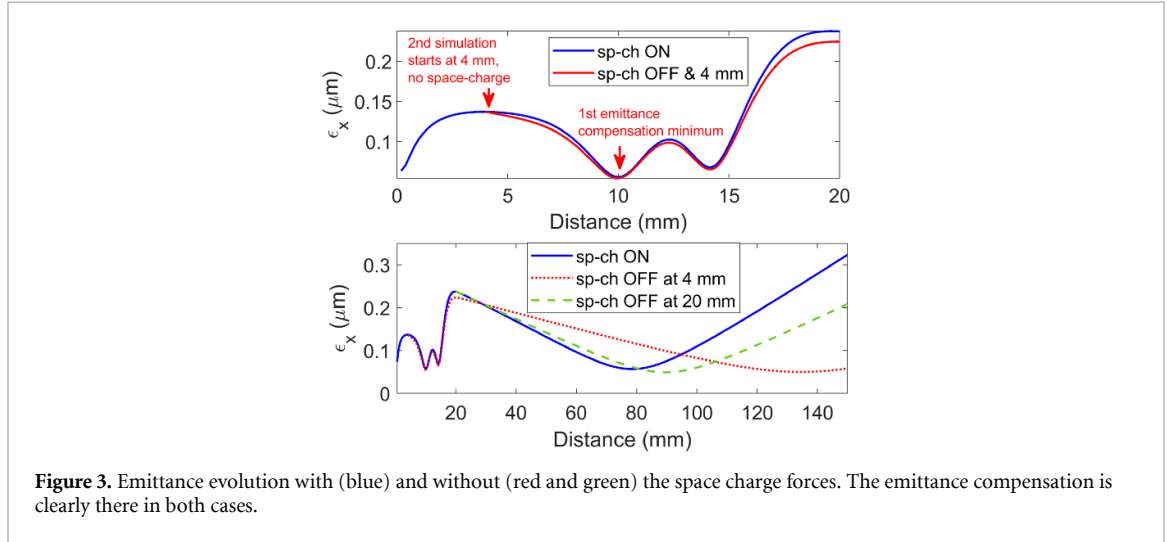 2nd simulation
starts at 4 mm,
no space-charge
sp-ch ON
sp-ch OFF & 4 mm
1st emittance
compensation minimum
0.2
0.15
0.1
ϵx (μm)
0 5 10 15 20
Distance (mm)
sp-ch ON
sp-ch OFF at 4 mm
sp-ch OFF at 20 mm
0.3
0.2
0.1
0
ϵx (μm)
20 40 60 80 100 120 140
Distance (mm)
Figure 3. Emittance evolution with (blue) and without (red and green) the space charge forces. The emittance compensation is
clearly there in both cases.